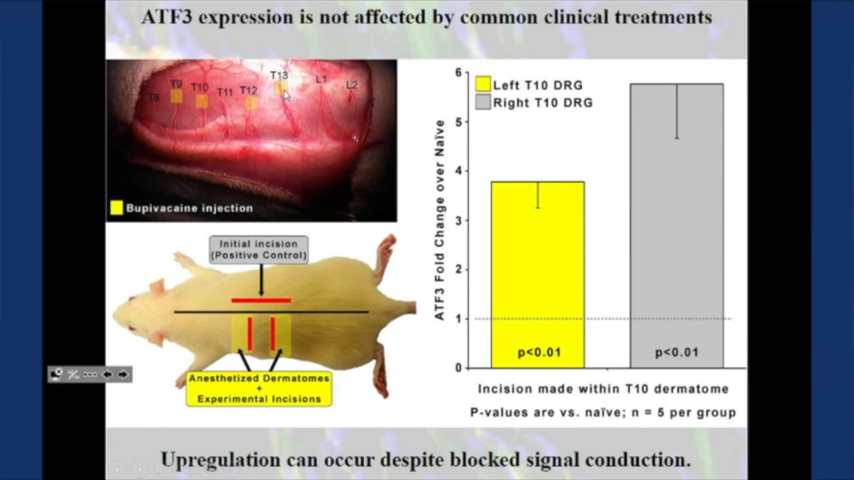 ATF3 expression is not affected by common clinical treatments
T8
T9
T10
T11
T12
T13
L1
L2
Bupivacaine injection
Initial incision
(Positive Control)
Anesthetized Dermatomes
+
Experimental Incisions
ATF3 Fold Change over Naïve
6
5
4
3
2
1
0
Left T10 DRG
Right T10 DRG
p<0.01
p<0.01
Incision made within T10 dermatome
P-values are vs. naïve; n = 5 per group
Upregulation can occur despite blocked signal conduction.